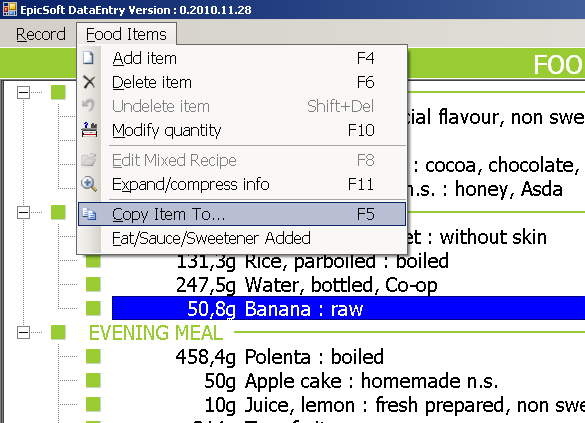 EpicSoft DataEntry Version : 0.2010.11.28
Record Food Items
FOO
Add item F4
Delete item F6
Undelete item Shift+Del
ial flavour, non swe
Modify quantity F10
Edit Mixed Recipe F8
: cocoa, chocolate,
Expand/compress info F11
n.s. : honey, Asda
Copy Item To... F5
Fat/Sauce/Sweetener Added
et : without skin
131,3g Rice, parboiled : boiled
247,5g Water, bottled, Co-op
50,8g Banana : raw
EVENING MEAL
458,4g Polenta : boiled
50g Apple cake : homemade n.s.
10g Juice, lemon : fresh prepared, non swe